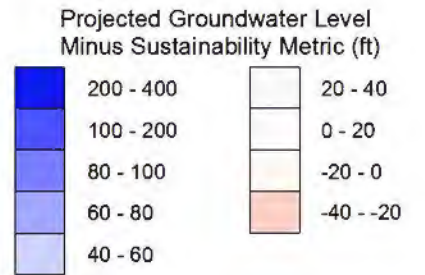 Projected Groundwater Level
Minus Sustainability Metric (ft)
200 - 400
100 - 200
80 - 100
60 - 80
40 - 60
20 - 40
0 - 20
-20 - 0
-40 - -20